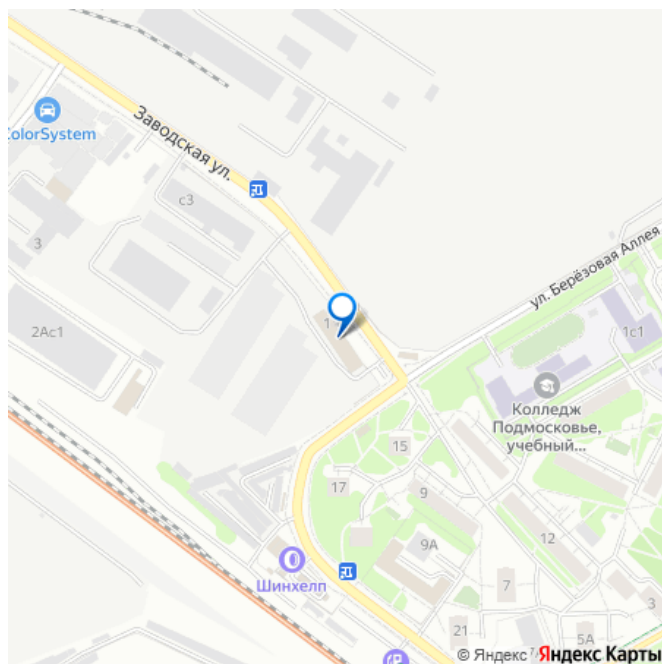 ColorSystem
Заводская ул.
с3
3
2Ас1
1
ул. Берёзовая Аллея
1с1
Колледж
Подмосковье,
учебный...
15
17
9
12
9А
7
3
21
5А
Шинхелп
© Яндекс Яндекс Карты